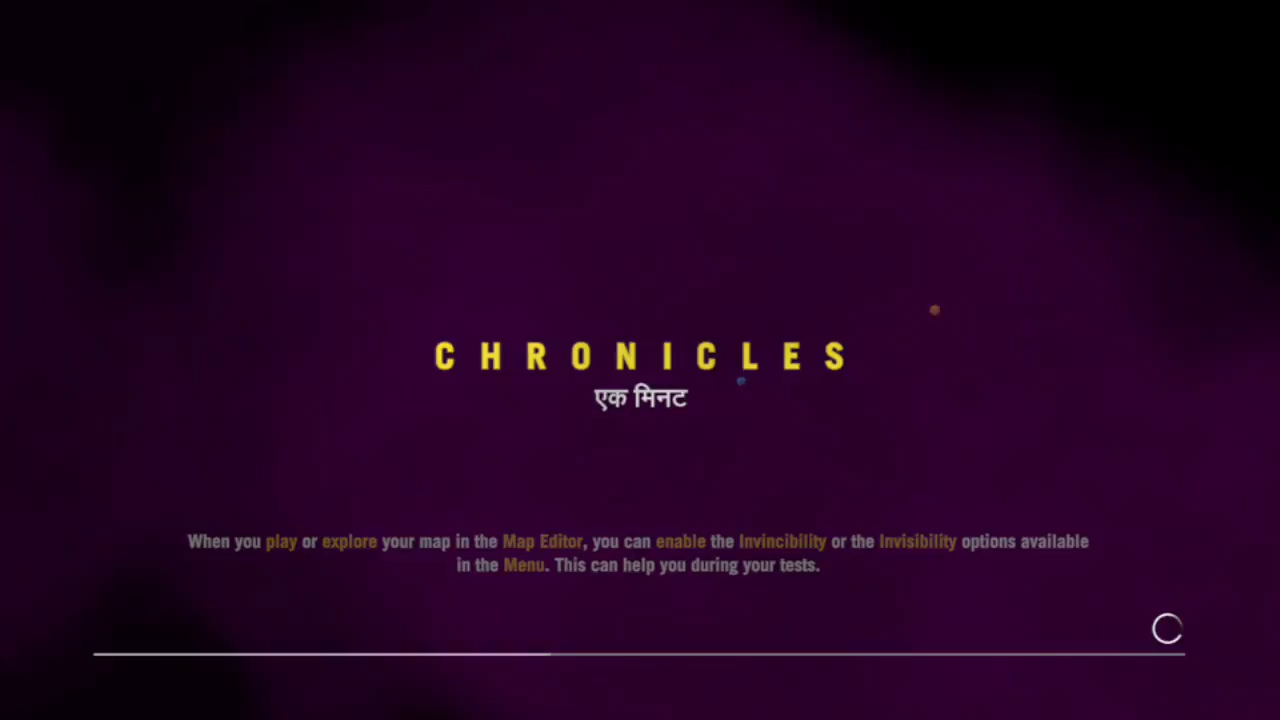 CHRONICLES
एक मिनट
When you play or explore your map in the Map Editor, you can enable the Invincibility or the Invisibility options available
in the Menu. This can help you during your tests.